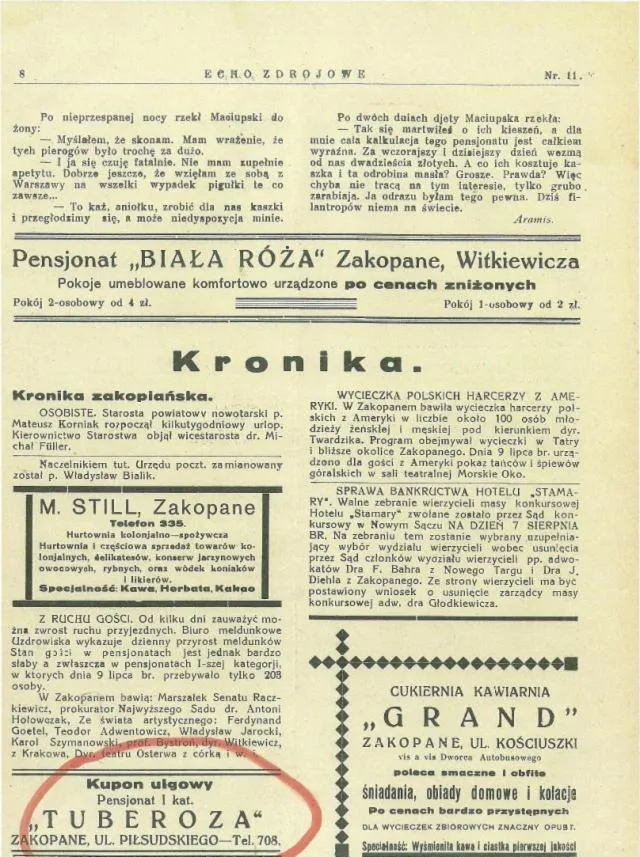 8
ECHO ZDROJOWE
Nr. 11.
Po nieprzespanej nocy rzekł Maciupski do
żony:
— Myślałem, że skonam. Mam wrażenie, że
tych pierogów było trochę za dużo.
— I ja się czuję fatalnie. Nie mam zupełnie
apetytu. Dobrze jeszcze, że wzięłam ze sobą z
Warszawy na wszelki wypadek pigułki te co
zawsze...
— To każ, aniołku, zrobić dla nas kaszki
i przegłodzimy się, a może niedyspozycja minie.
Po dwóch dniach djety Maciupska rzekła:
— Tak się martwiłeś o ich kieszeń, a dla
mnie cała kalkulacja tego pensjonatu jest całkiem
wyraźna. Za wczorajszy i dzisiejszy dzień wezmą
od nas dwadzieścia złotych. A co ich kosztuje ka-
szka i ta odrobina masła? Grosze. Prawda? Więc
chyba nie tracą na tym interesie, tylko grubo
zarabiają. Ja odrazu byłam tego pewna. Dziś fi-
lantropów niema na świecie.
Aramis.
Pensjonat „BIAŁA RÓŻA" Zakopane, Witkiewicza
Pokoje umeblowane komfortowo urządzone po cenach zniżonych
Pokój 2-osobowy od 4 zł.
Pokój 1-osobowy od 2 zł.
Kronika.
Kronika zakopiańska.
OSOBISTE. Starosta powiatowy nowotarski p.
Mateusz Korniak rozpoczął kilkutygodniowy urlop.
Kierownictwo Starostwa objął wicestarosta dr. Mi-
chał Füller.
Naczelnikiem tut. Urzędu poczt. zamianowany
został p. Władysław Bialik.
M. STILL, Zakopane
Telefon 335.
Hurtownia kolonjalno—spożywcza
Hurtownia i częściowa sprzedaż towarów ko-
lonjalnych, delikatesów, konserw jarzynowych
owocowych, rybnych, oraz wódek koniaków
i likierów.
Specjalność: Kawa, Herbata, Kakao
Z RUCHU GOŚCI. Od kilku dni zauważyć mo-
żna zwrost ruchu przyjezdnych. Biuro meldunkowe
Uzdrowiska wykazuje dzienny przyrost meldunków
Stan gości w pensjonatach jest jednak bardzo
słaby a zwłaszcza w pensjonatach I-szej kategorji,
w których dnia 9 lipca br. przebywało tylko 203
osoby.
W Zakopanem bawią: Marszałek Senatu Racz-
kiewicz, prokurator Najwyższego Sądu dr. Antoni
Hołowczak, Ze świata artystycznego: Ferdynand
Goetel, Teodor Adwentowicz, Władysław Jarocki,
Karol Szymanowski, prof. Bystroń, dyr. Witkiewicz,
z Krakowa, Dyr. teatru Osterwa z córką i w. i.
Kupon ulgowy
Pensjonat I kat.
„TUBEROZA"
ZAKOPANE, UL. PIŁSUDSKIEGO—Tel. 708.
WYCIECZKA POLSKICH HARCERZY Z AME-
RYKI. W Zakopanem bawiła wycieczka harcerzy pol-
skich z Ameryki w liczbie około 100 osób mło-
dzieży żeńskiej i męskiej pod kierunkiem dyr.
Twardzika. Program obejmywał wycieczki w Tatry
i bliższe okolice Zakopanego. Dnia 9 lipca br. urzą-
dzono dla gości z Ameryki pokaz tańców i śpiewów
góralskich w sali teatralnej Morskie Oko.
SPRAWA BANKRUCTWA HOTELU „STAMA-
RY". Walne zebranie wierzycieli masy konkursowej
Hotelu „Stamary" zwołane zostało przez Sąd kon-
kursowy w Nowym Sączu NA DZIEŃ 7 SIERPNIA
BR. Na zebraniu tem zostanie wybrany uzupełnia-
jący wybór wydziału wierzycieli wobec usunięcia
przez Sąd członków wydziału wierzycieli pp. adwo-
katów Dra F. Bahra z Nowego Targu i Dra J.
Diehla z Zakopanego. Ze strony wierzycieli ma być
postawiony wniosek o usunięcie zarządcy masy
konkursowej adw. dra Głodkiewicza.
CUKIERNIA KAWIARNIA
„GRAND"
ZAKOPANE, UL. KOŚCIUSZKI
vis a vis Dworca Autobusowego
poleca smaczne i obfite
śniadania, obiady domowe i kolacje
Po cenach bardzo przystępnych
DLA WYCIECZEK ZBIOROWYCH ZNACZNY OPUST.
Specjalność: Wyśmienita kawa i ciastka pierwszej jakości